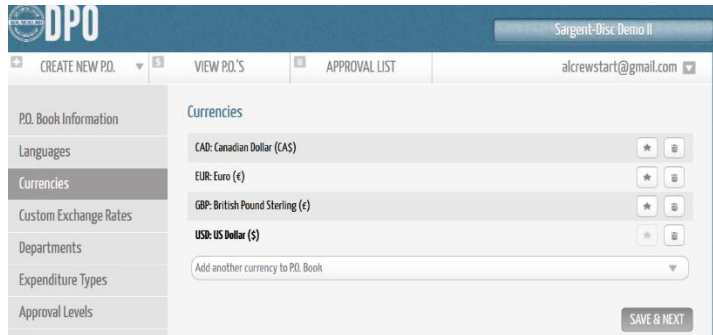 DPO
Sargent-Disc Demo II
CREATE NEW P.O.
VIEW P.O.'S
APPROVAL LIST
alcrewstart@gmail.com
P.O. Book Information
Languages
Currencies
Custom Exchange Rates
Departments
Expenditure Types
Approval Levels
Currencies
CAD: Canadian Dollar (CA$)
EUR: Euro (€)
GBP: British Pound Sterling (£)
USD: US Dollar ($)
Add another currency to P.O. Book
SAVE & NEXT